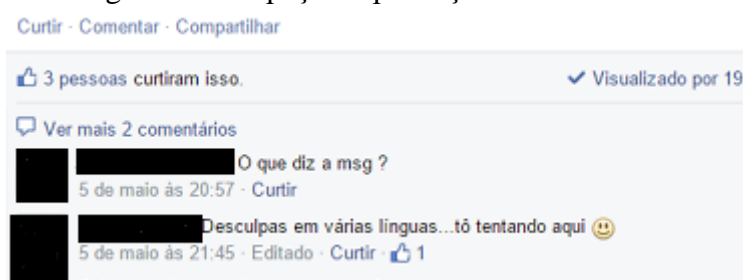 Curtir · Comentar · Compartilhar
3 pessoas curtiram isso.
Visualizado por 19
Ver mais 2 comentários
O que diz a msg ?
5 de maio às 20:57 · Curtir
Desculpas em várias linguas...tô tentando aqui
5 de maio às 21:45 · Editado · Curtir · 1